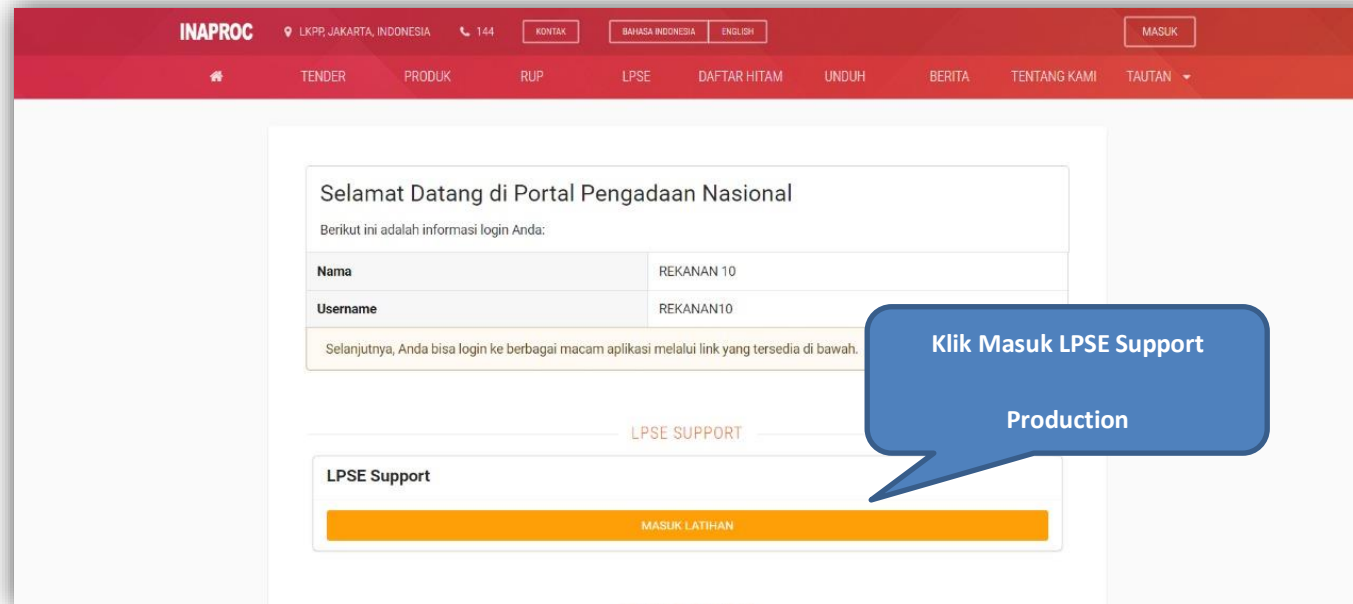 INAPROC LKPP, JAKARTA, INDONESIA 144 KONTAK BAHASA INDONESIA ENGLISH MASUK
TENDER PRODUK RUP LPSE DAFTAR HITAM UNDUH BERITA TENTANG KAMI TAUTAN
Selamat Datang di Portal Pengadaan Nasional
Berikut ini adalah informasi login Anda:
Nama REKANAN 10
Username REKANAN10
Selanjutnya, Anda bisa login ke berbagai macam aplikasi melalui link yang tersedia di bawah.
Klik Masuk LPSE Support
Production
LPSE SUPPORT
LPSE Support
MASUK LATIHAN